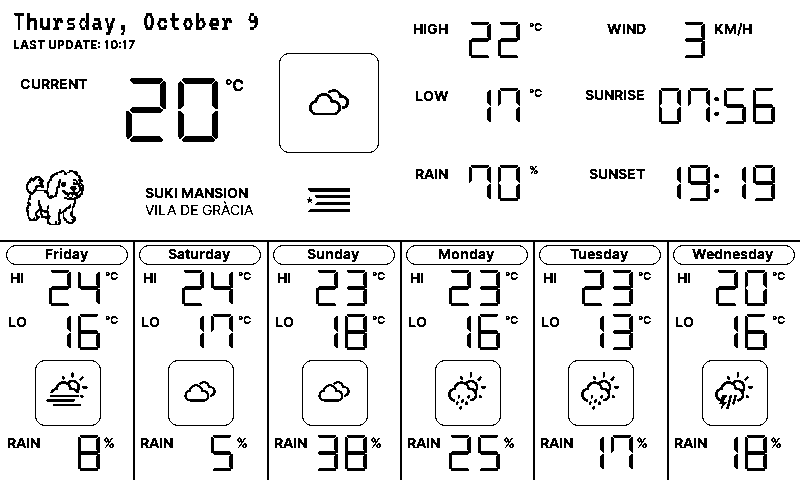 Thursday, October 9
LAST UPDATE: 10:17
CURRENT 20 °C
HIGH 22 °C
LOW 17 °C
RAIN 70 %
WIND 3 KM/H
SUNRISE 07:56
SUNSET 19:19
SUKI MANSION
VILA DE GRÀCIA
Friday
HI 24 °C
LO 16 °C
RAIN 8 %
Saturday
HI 24 °C
LO 17 °C
RAIN 5 %
Sunday
HI 23 °C
LO 18 °C
RAIN 38 %
Monday
HI 23 °C
LO 16 °C
RAIN 25 %
Tuesday
HI 23 °C
LO 13 °C
RAIN 17 %
Wednesday
HI 20 °C
LO 16 °C
RAIN 18 %